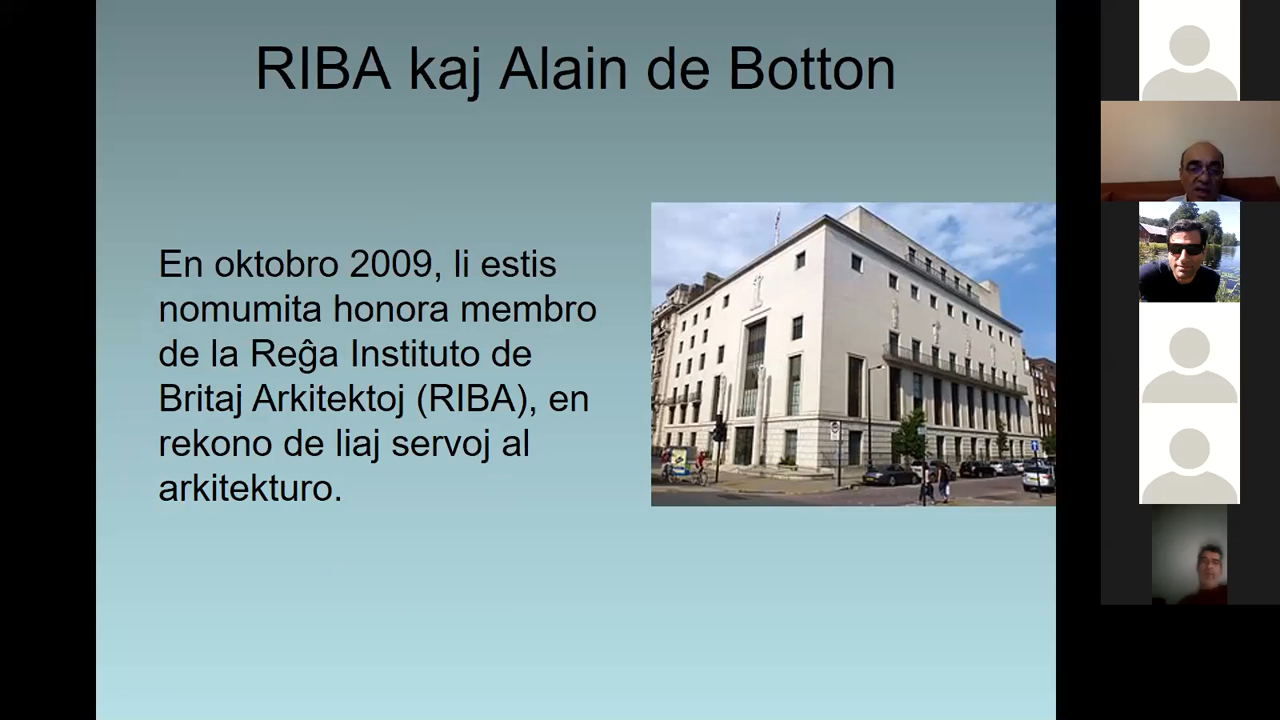 RIBA kaj Alain de Botton
En oktobro 2009, li estis
nomumita honora membro
de la Reĝa Instituto de
Britaj Arkitektoj (RIBA), en
rekono de liaj servoj al
arkitekturo.